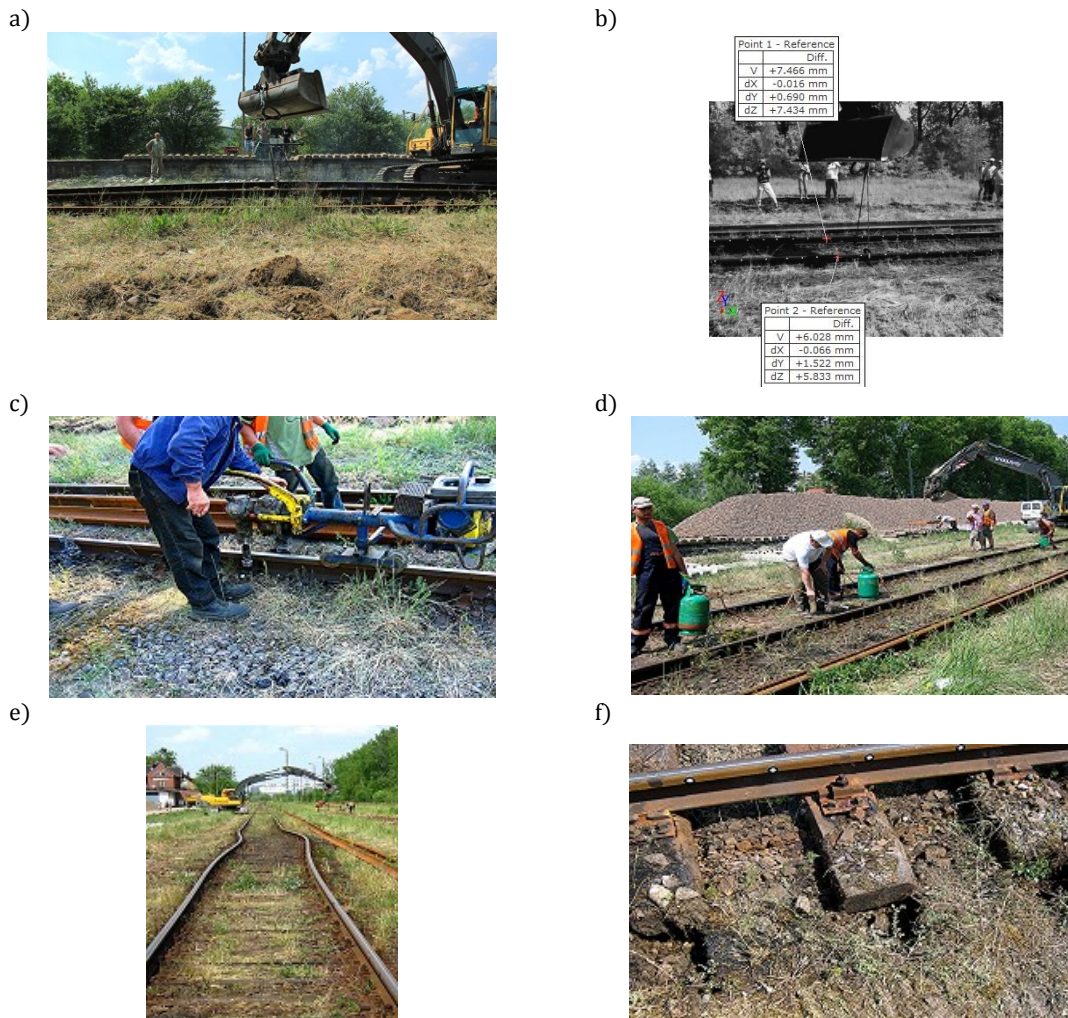 a)
b)
Point 1 - Reference
Diff.
V +7.466 mm
dX -0.016 mm
dY +0.690 mm
dZ +7.434 mm
Point 2 - Reference
Diff.
V +6.028 mm
dX -0.066 mm
dY +1.522 mm
dZ +5.833 mm
c)
d)
VOLVO
e)
f)